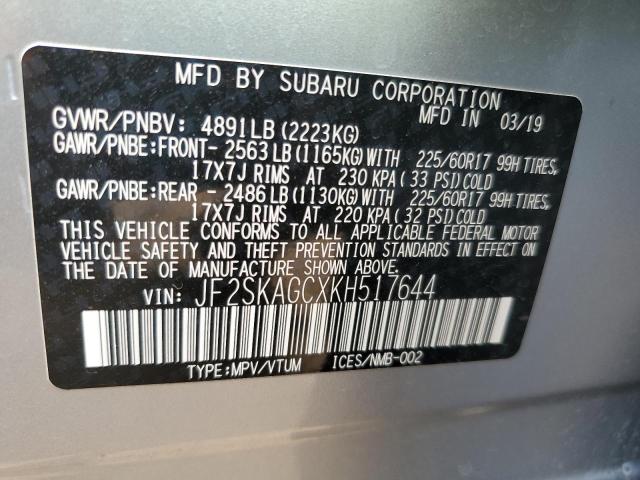 MFD BY SUBARU CORPORATION
MFD IN 03/19
GVWR/PNBV: 4891LB (2223KG)
GAWR/PNBE:FRONT- 2563 LB (1165KG) WITH 225/60R17 99H TIRES,
17X7J RIMS AT 230 KPA ( 33 PSI) COLD
GAWR/PNBE:REAR - 2486 LB (1130KG) WITH 225/60R17 99H TIRES,
17X7J RIMS AT 220 KPA ( 32 PSI) COLD
THIS VEHICLE CONFORMS TO ALL APPLICABLE FEDERAL MOTOR
VEHICLE SAFETY AND THEFT PREVENTION STANDARDS IN EFFECT ON
THE DATE OF MANUFACTURE SHOWN ABOVE.
VIN: JF2SKAGCXKH517644
TYPE:MPV/VTUM ICES/NMB-002